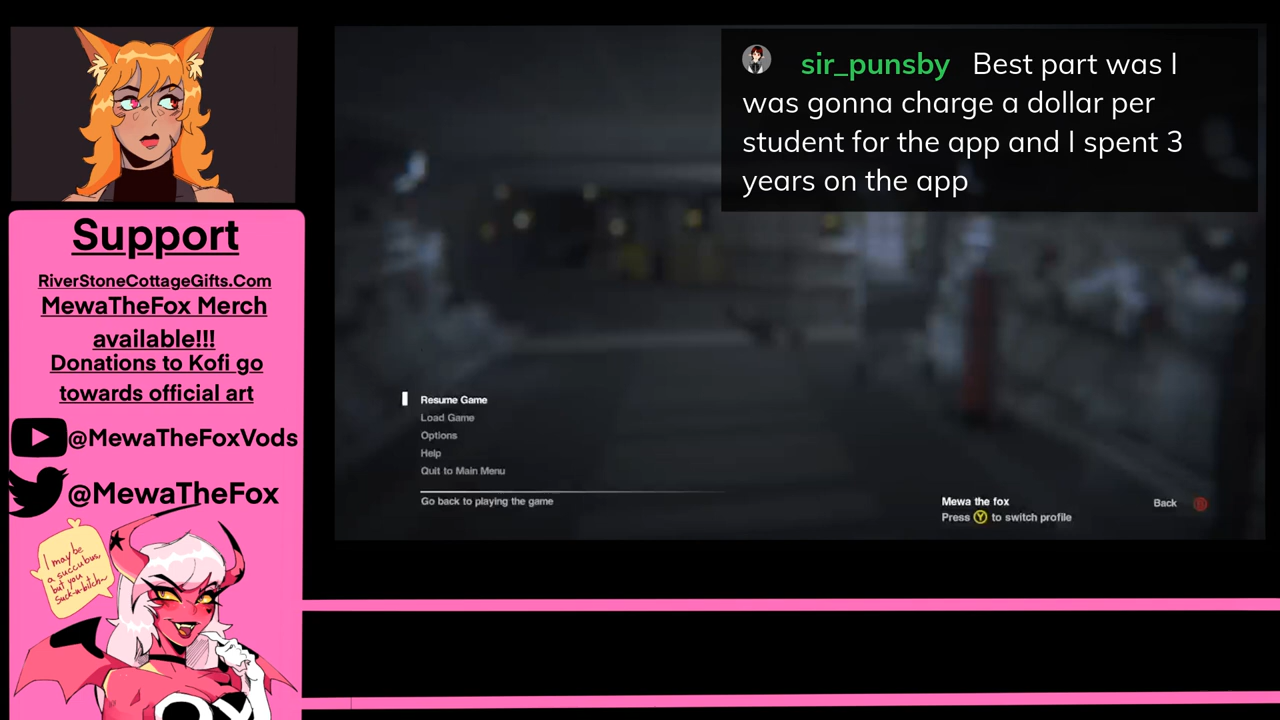 sir_punsby Best part was I
was gonna charge a dollar per
student for the app and I spent 3
years on the app
Support
RiverStoneCottageGifts.Com
MewaTheFox Merch
available!!!
Donations to Kofi go
towards official art
@MewaTheFoxVods
@MewaTheFox
I maybe
a succubus,
but you
suck-a-bitch~
Resume Game
Load Game
Options
Help
Quit to Main Menu
Go back to playing the game
Mewa the fox
Press Y to switch profile
Back